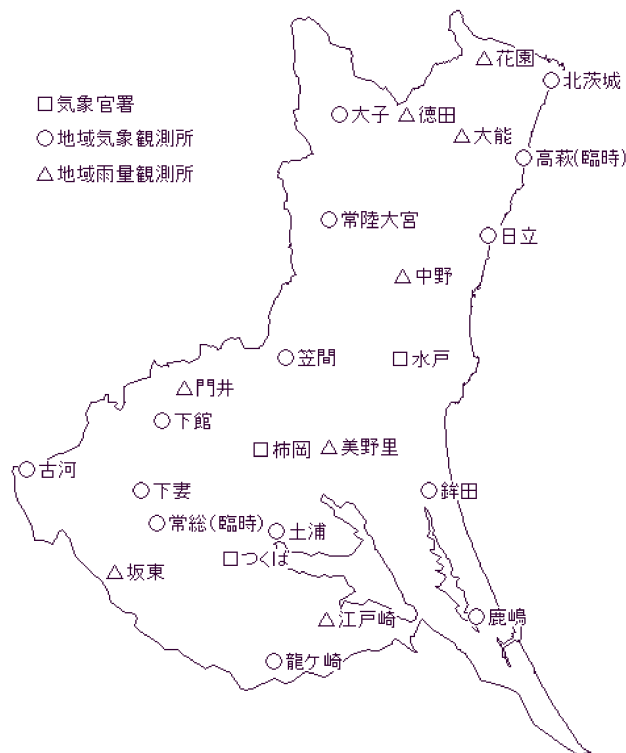 △花園
○北茨城
□気象官署
○大子
△徳田
○地域気象観測所
△大能
○高萩(臨時)
△地域雨量観測所
○常陸大宮
○日立
△中野
○笠間
□水戸
△門井
○下館
□柿岡
△美野里
○古河
○下妻
○鉾田
○常総(臨時)
○土浦
□つくば
△坂東
△江戸崎
○鹿嶋
○龍ケ崎